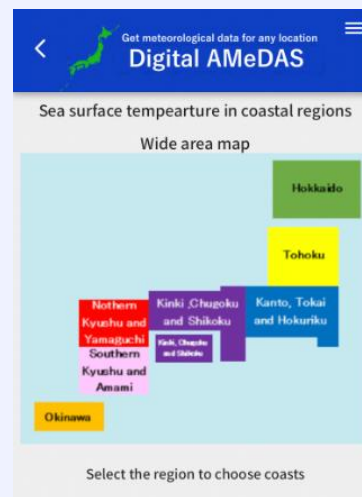 Get meteorological data for any location
Digital AMeDAS
Sea surface tempearture in coastal regions
Wide area map
Hokkaido
Tohoku
Kanto, Tokai
and Hokuriku
Kinki ,Chugoku
and Shikoku
Kinki, Chugoku
and Shikoku
Nothern
Kyushu and
Yamaguchi
Southern
Kyushu and
Amami
Okinawa
Select the region to choose coasts